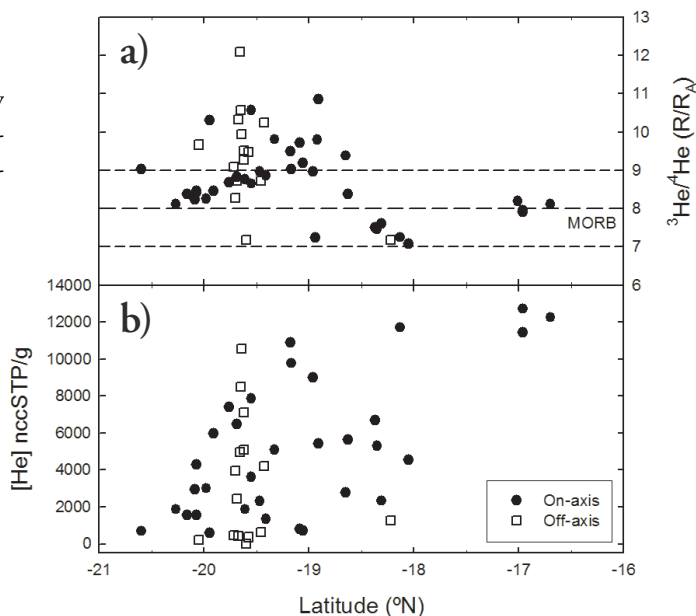 a)
13
12
11
10
9
8
7
6
³He/⁴He (R/R_A)
MORB
b)
14000
12000
10000
8000
6000
4000
2000
0
[He] nccSTP/g
On-axis
Off-axis
-21 -20 -19 -18 -17 -16
Latitude (ºN)